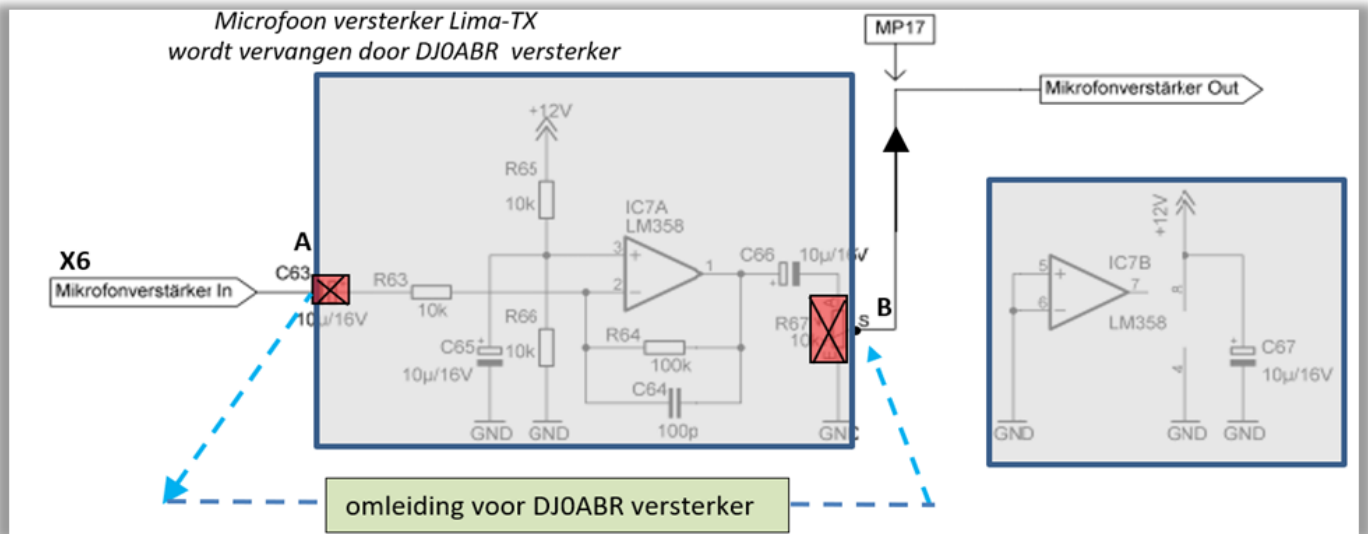 Microfoon versterker Lima-TX
wordt vervangen door DJ0ABR versterker
MP17
Mikrofonverstärker Out
+12V
R65
10k
IC7A
LM358
3
2
1
C66
10µ/16V
A
X6
C63
Mikrofonverstärker In
10µ/16V
R63
10k
R66
10k
C65
10µ/16V
R64
100k
C64
100p
R67
B
S
GND
GND
GND
+12V
5
6
7
IC7B
LM358
8
4
C67
10µ/16V
GND
GND
GND
omleiding voor DJ0ABR versterker